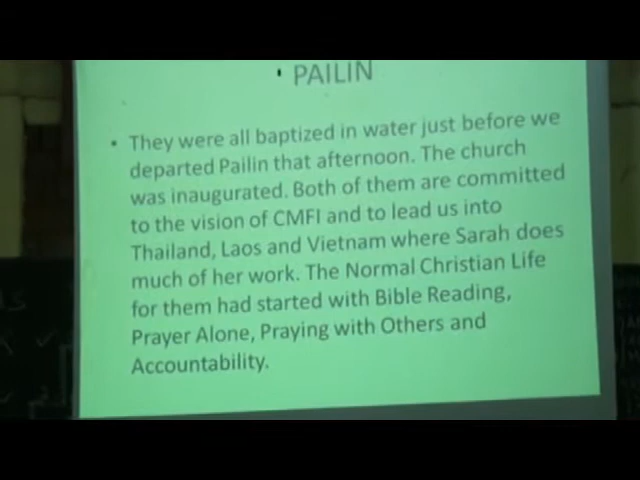 • PAILIN
• They were all baptized in water just before we
departed Pailin that afternoon. The church
was inaugurated. Both of them are committed
to the vision of CMFI and to lead us into
Thailand, Laos and Vietnam where Sarah does
much of her work. The Normal Christian Life
for them had started with Bible Reading,
Prayer Alone, Praying with Others and
Accountability.